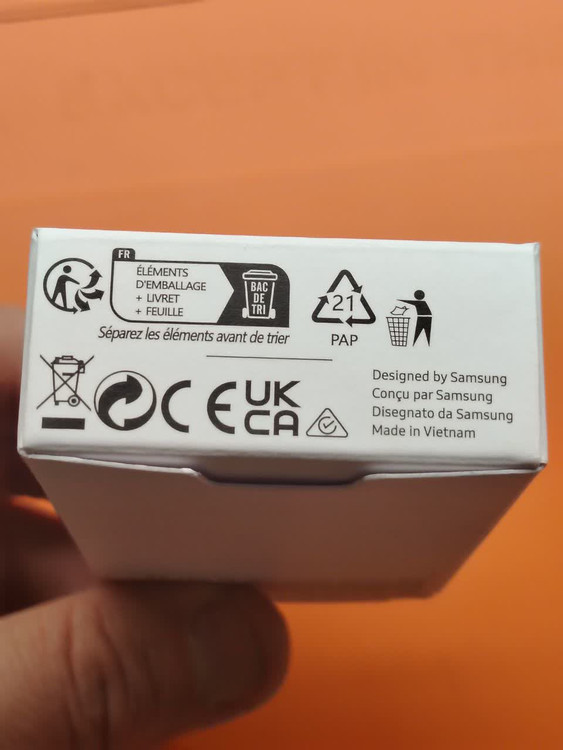 FR
ÉLÉMENTS
D'EMBALLAGE
+ LIVRET
+ FEUILLE
BAC
DE
TRI
Séparez les éléments avant de trier
21
PAP
CE
UK
CA
Designed by Samsung
Conçu par Samsung
Disegnato da Samsung
Made in Vietnam